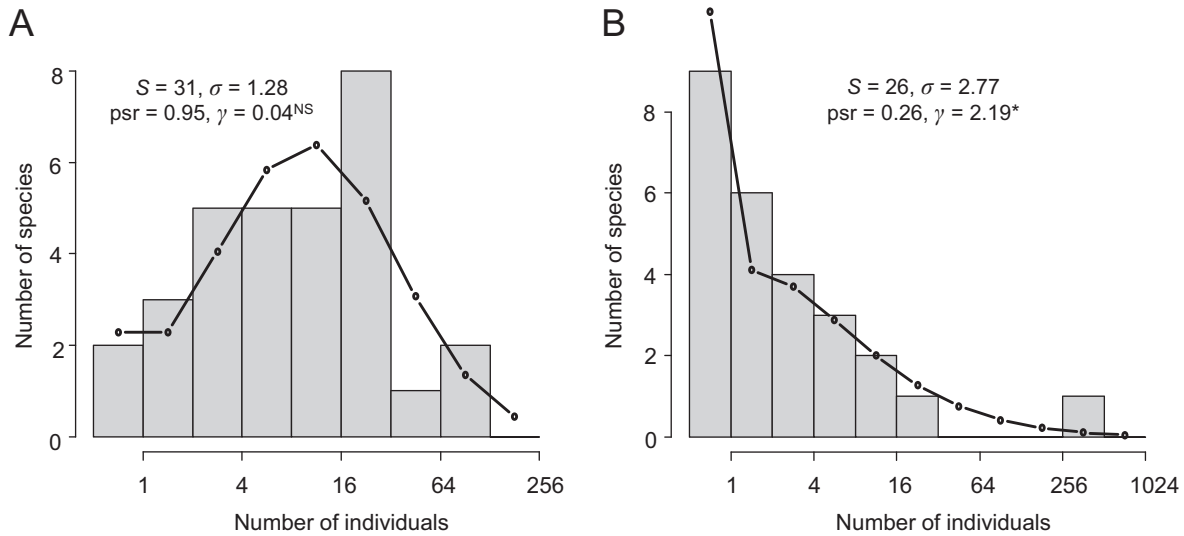 A
S = 31, σ = 1.28
psr = 0.95, γ = 0.04^NS
Number of species
8
6
4
2
0
1 4 16 64 256
Number of individuals
B
S = 26, σ = 2.77
psr = 0.26, γ = 2.19*
Number of species
8
6
4
2
0
1 4 16 64 256 1024
Number of individuals